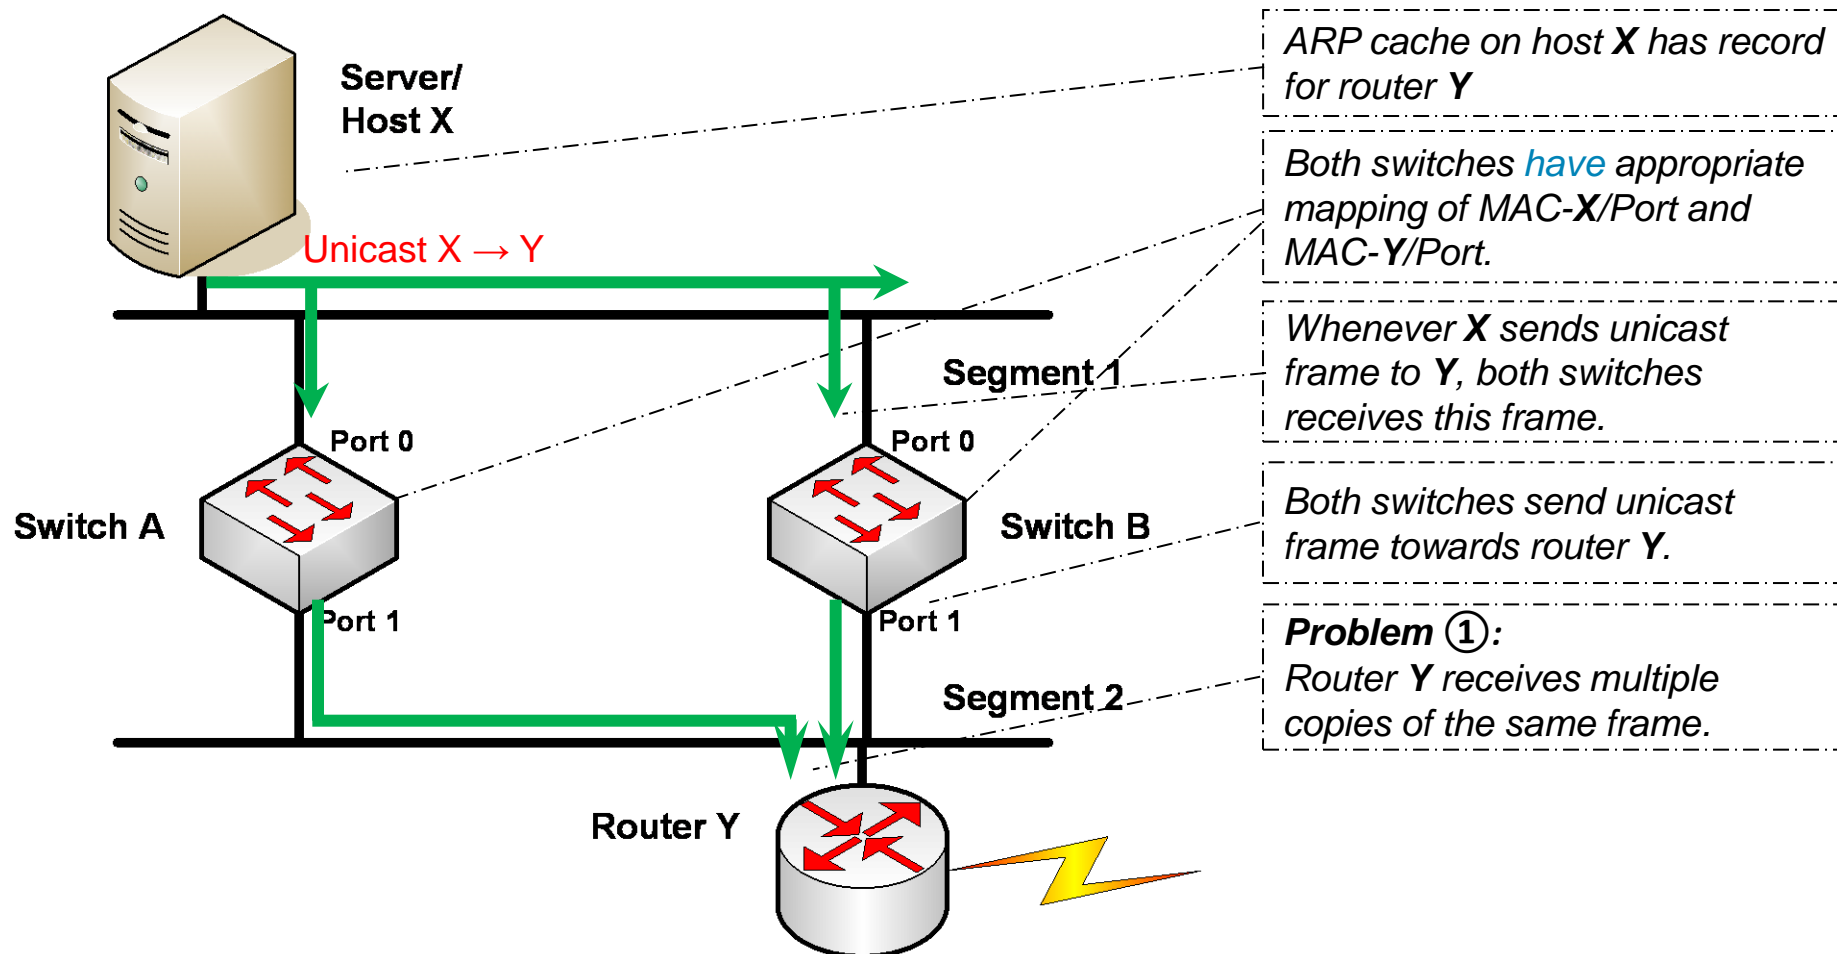 Server/
Host X
Unicast X → Y
Segment 1
Port 0
Port 0
Switch A
Switch B
Port 1
Port 1
Segment 2
Router Y
ARP cache on host X has record
for router Y
Both switches have appropriate
mapping of MAC-X/Port and
MAC-Y/Port.
Whenever X sends unicast
frame to Y, both switches
receives this frame.
Both switches send unicast
frame towards router Y.
Problem ①:
Router Y receives multiple
copies of the same frame.